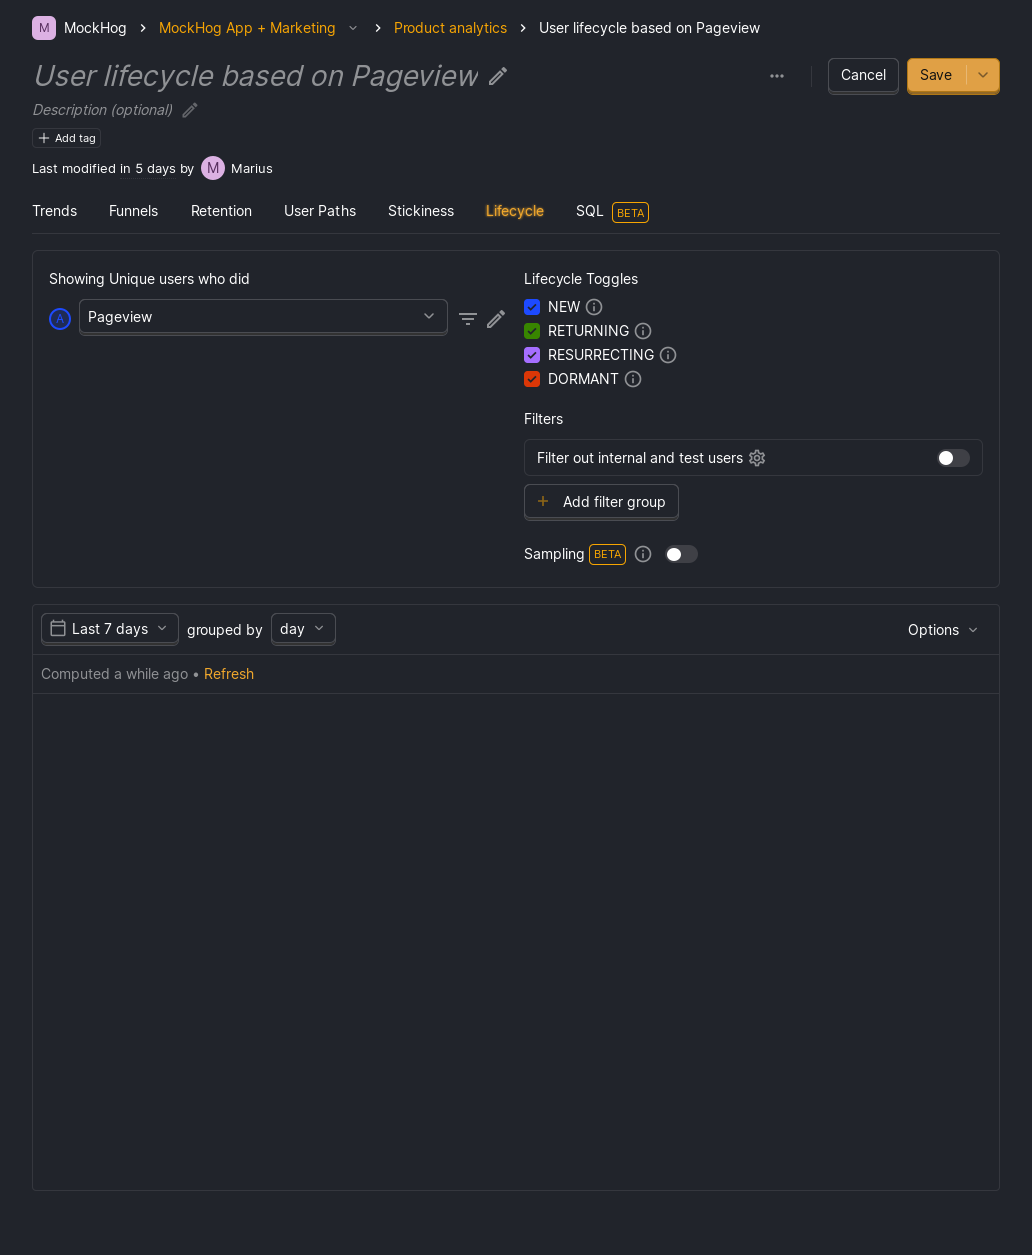 M MockHog MockHog App + Marketing Product analytics User lifecycle based on Pageview
User lifecycle based on Pageview
Cancel Save
Description (optional)
Add tag
Last modified in 5 days by M Marius
Trends Funnels Retention User Paths Stickiness Lifecycle SQL BETA
Showing Unique users who did
A Pageview
Lifecycle Toggles
NEW
RETURNING
RESURRECTING
DORMANT
Filters
Filter out internal and test users
Add filter group
Sampling BETA
Last 7 days grouped by day Options
Computed a while ago • Refresh